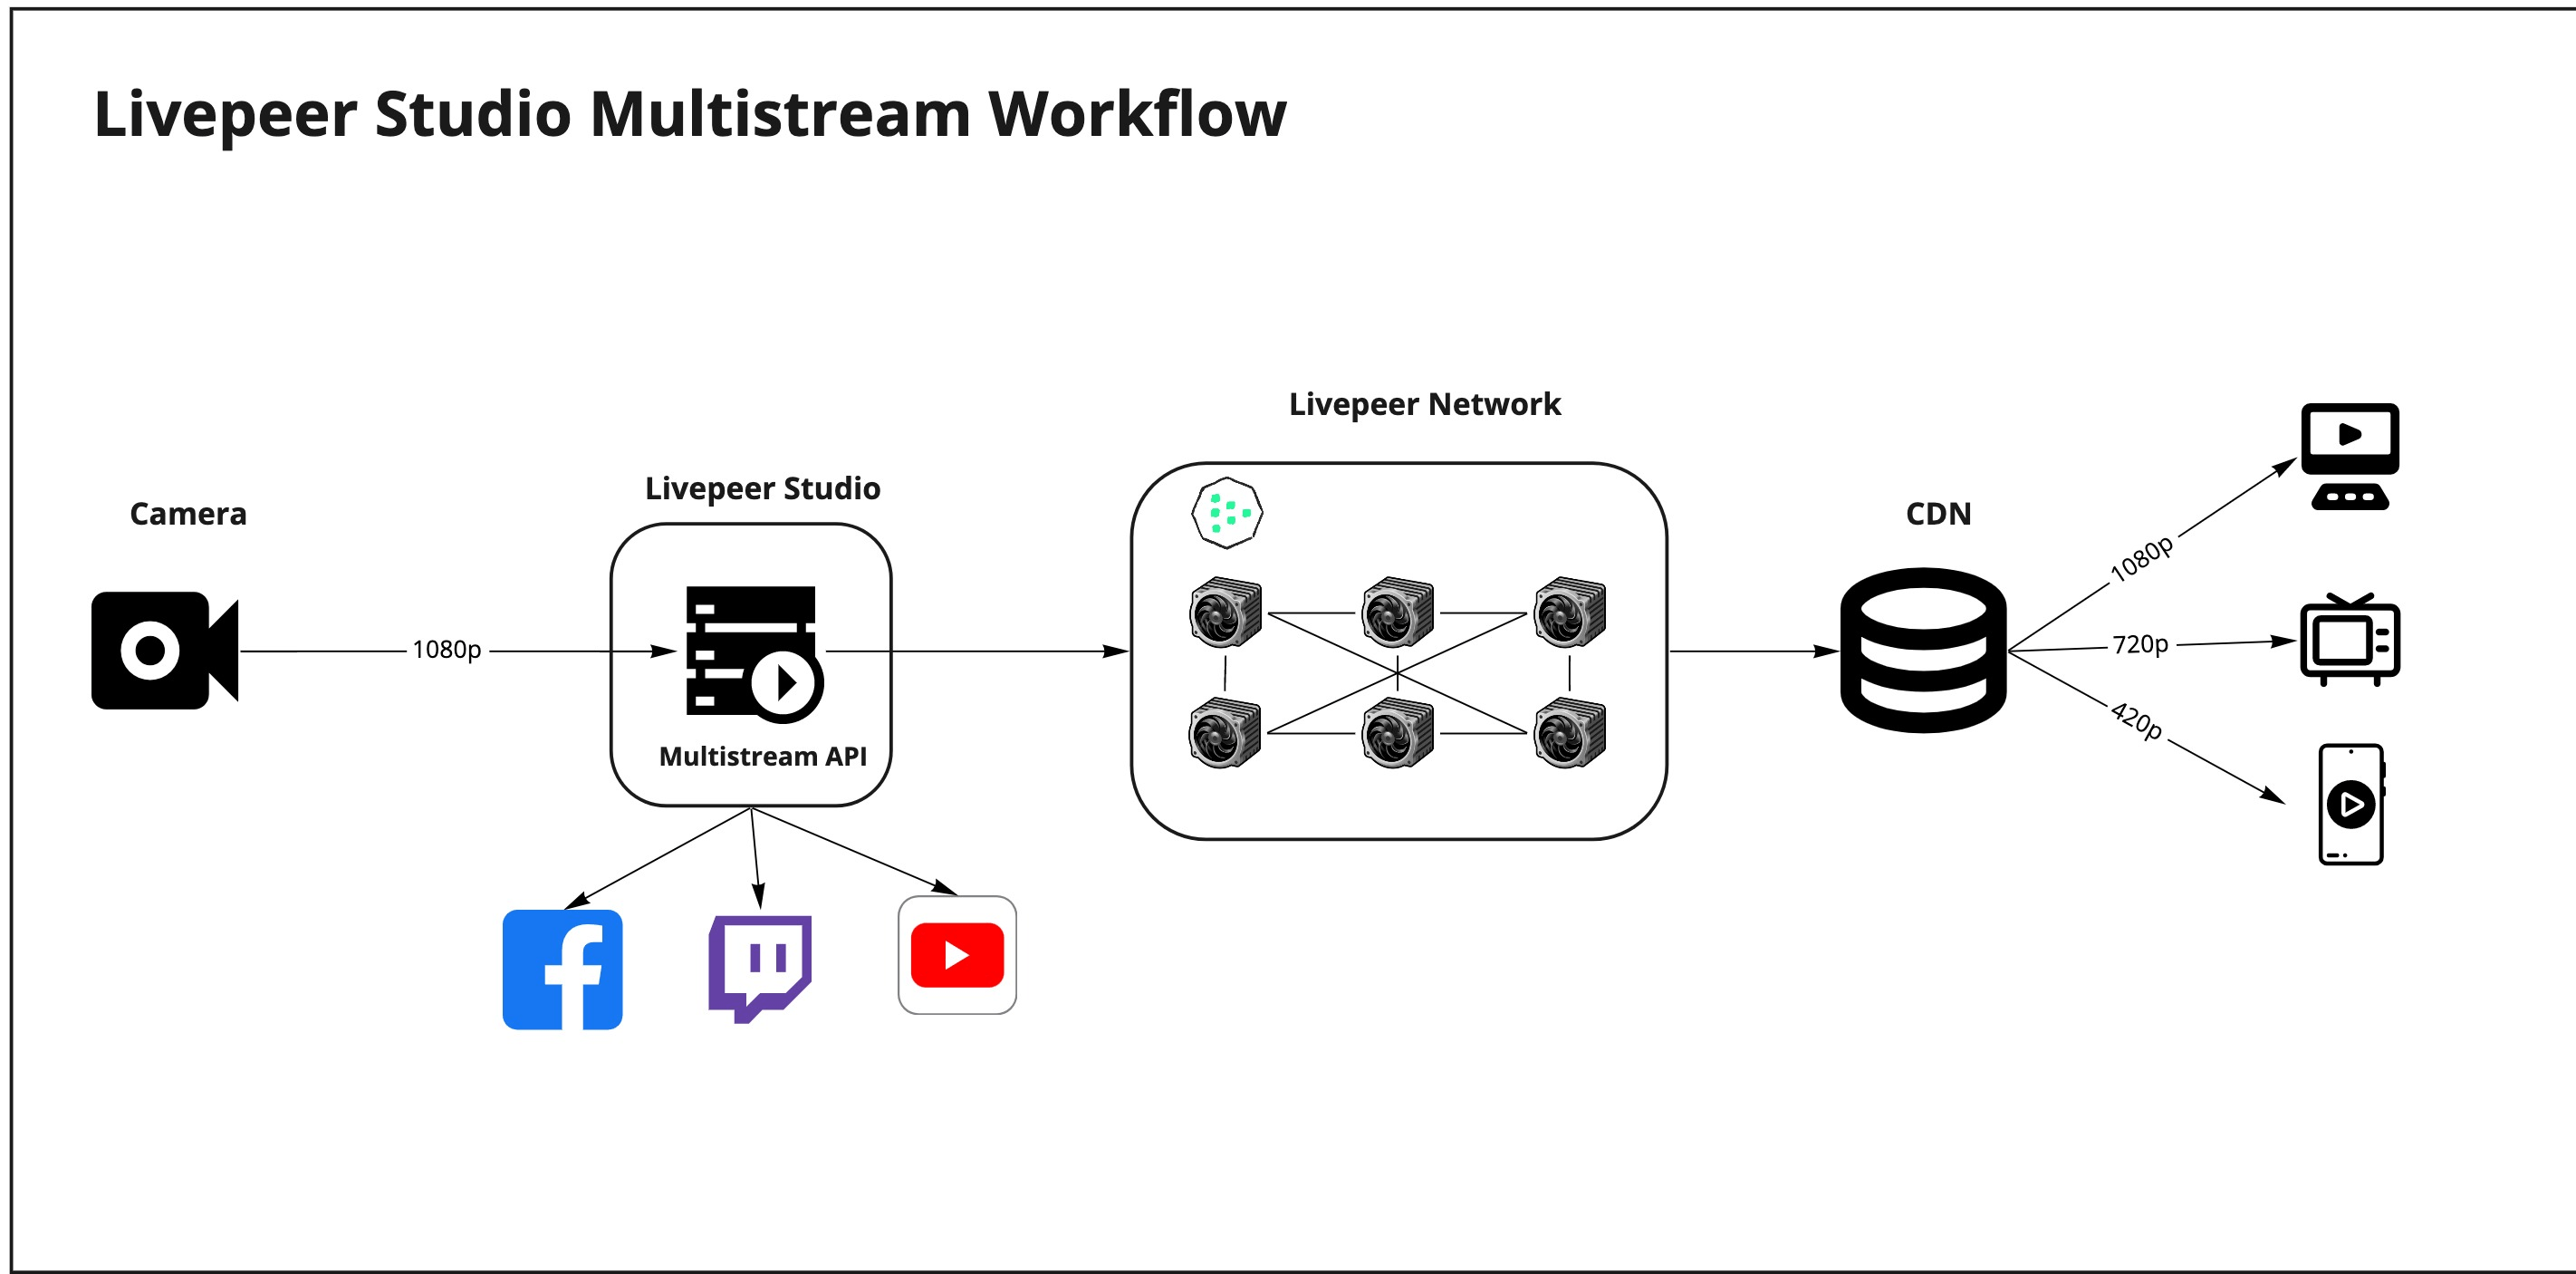 Livepeer Studio Multistream Workflow
Livepeer Network
Livepeer Studio
Camera
CDN
1080p
Multistream API
1080p
720p
420p